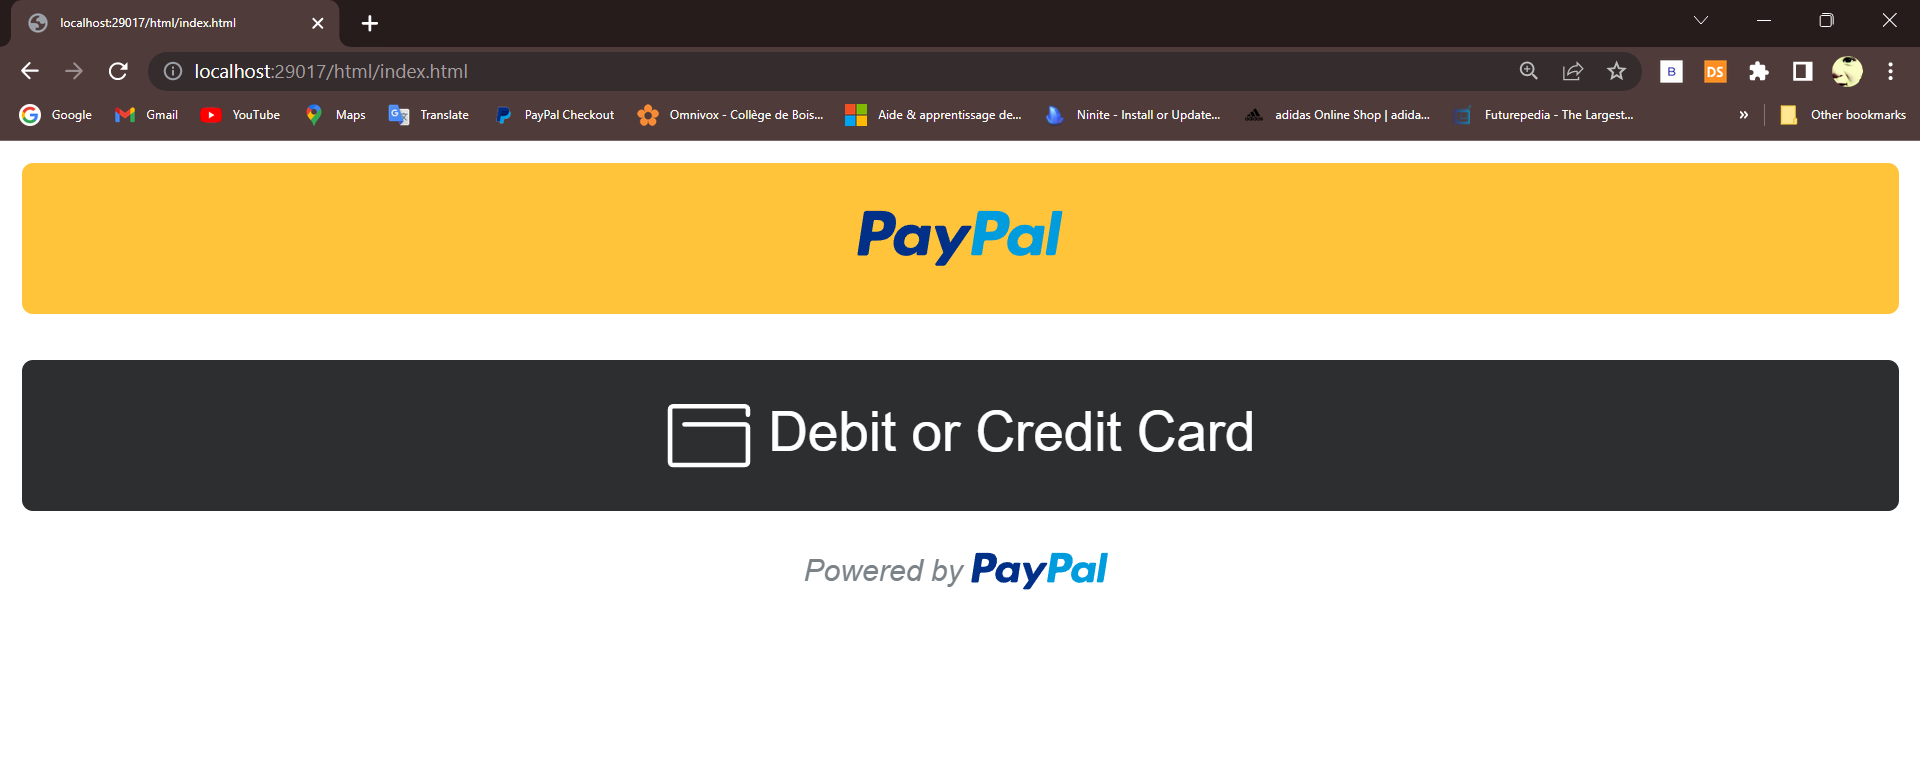 localhost:29017/html/index.html
localhost:29017/html/index.html
B
DS
Google
Gmail
YouTube
Maps
Translate
PayPal Checkout
Omnivox - Collège de Bois...
Aide & apprentissage de...
Ninite - Install or Update...
adidas Online Shop | adida...
Futurepedia - The Largest...
»
Other bookmarks
PayPal
Debit or Credit Card
Powered by PayPal